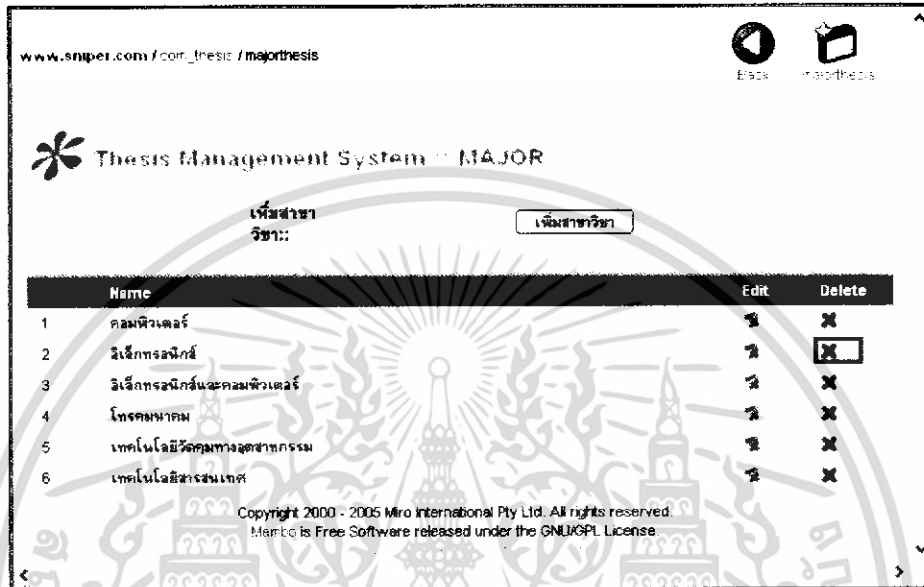 www.sniper.com / com_thesis / majorthesis
Back majorthesis
Thesis Management System :: MAJOR
เพิ่มสาขา
วิชา::
เพิ่มสาขาวิชา
Name Edit Delete
1 คอมพิวเตอร์
2 อิเล็กทรอนิกส์
3 อิเล็กทรอนิกส์และคอมพิวเตอร์
4 โทรคมนาคม
5 เทคโนโลยีวัดคุมทางอุตสาหกรรม
6 เทคโนโลยีสารสนเทศ
Copyright 2000 - 2005 Miro International Pty Ltd. All rights reserved.
Mambo is Free Software released under the GNU/GPL License.